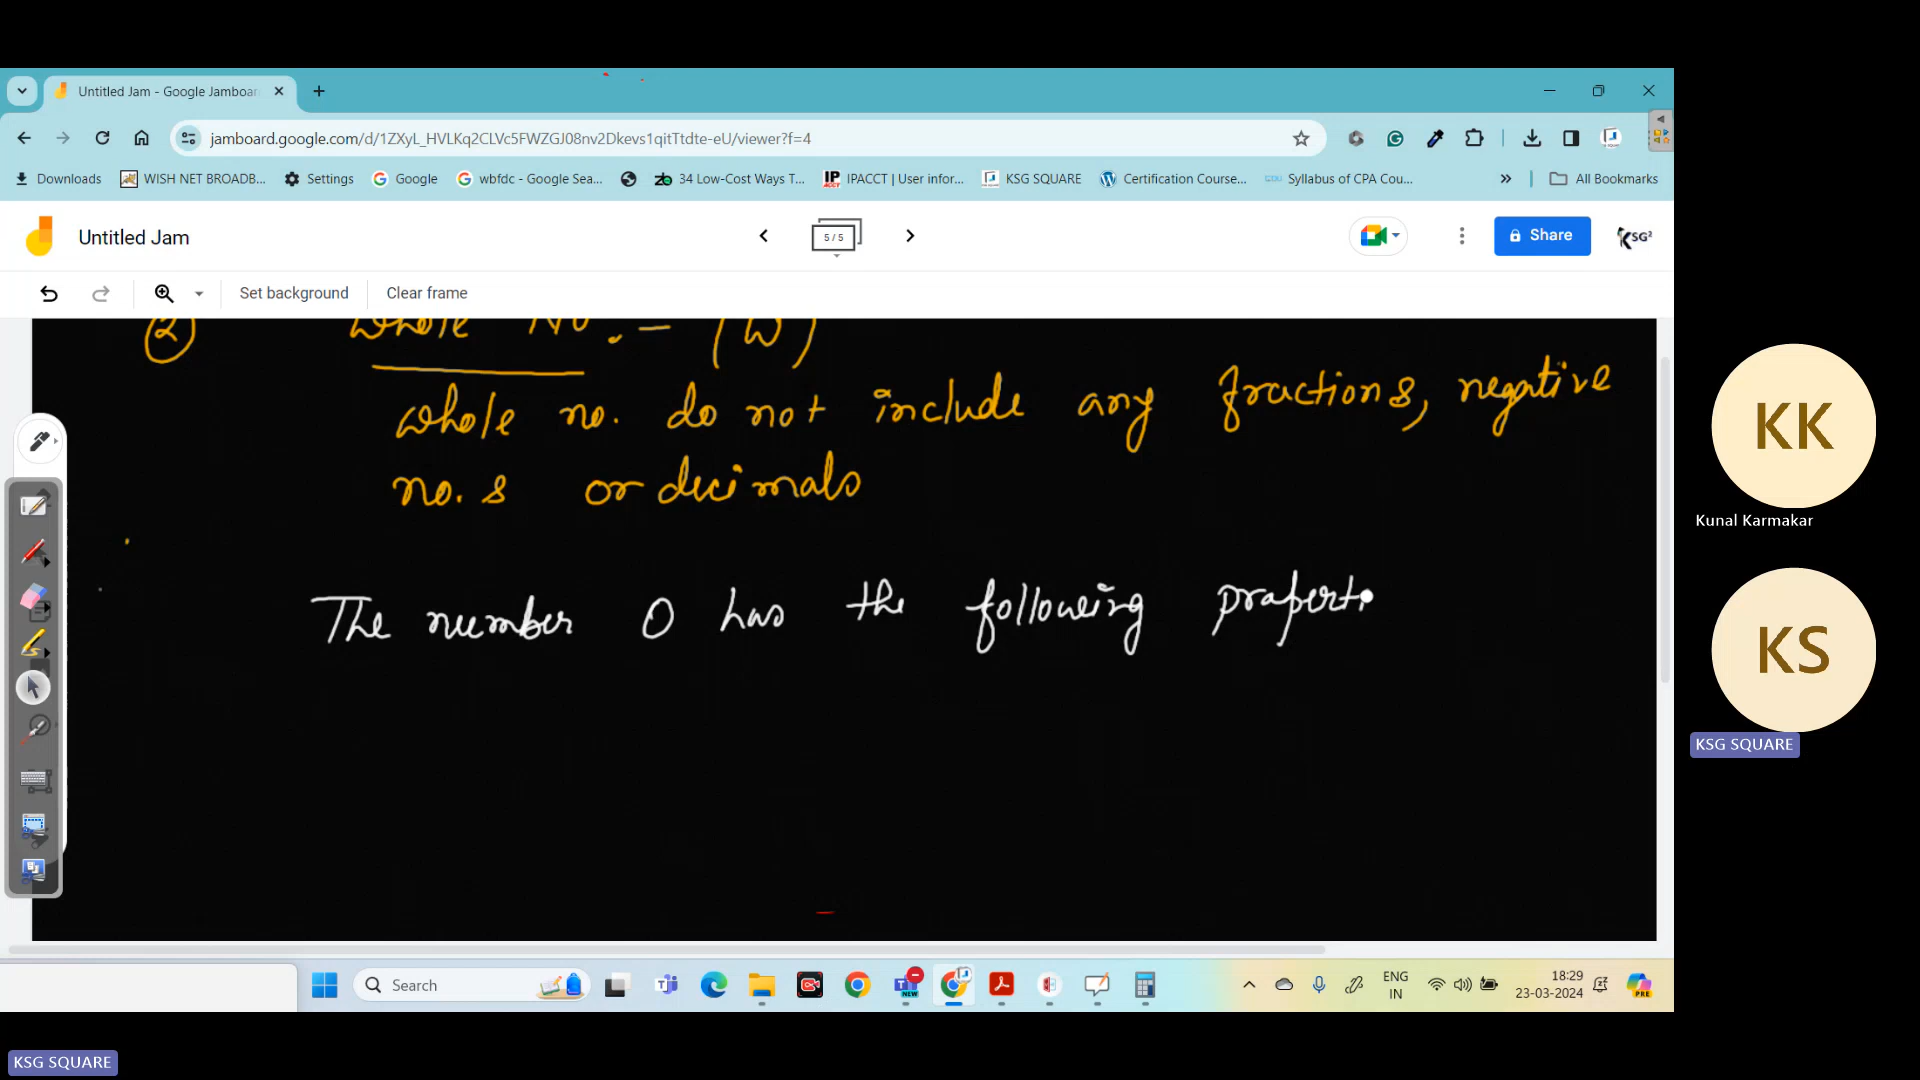 Untitled Jam - Google Jamboar
jamboard.google.com/d/1ZXyL_HVLKq2CLVc5FWZGJ08nv2Dkevs1qitTtdte-eU/viewer?f=4
Downloads WISH NET BROADB... Settings Google wbfdc - Google Sea... 34 Low-Cost Ways T... IPACCT | User infor... KSG SQUARE Certification Course... Syllabus of CPA Cou... » All Bookmarks
Untitled Jam 5 / 5 Share KSG²
Set background Clear frame
② Whole No. - (W)
whole no. do not include any fractions, negative
no.s or decimals
The number 0 has the following propert
KK
Kunal Karmakar
KS
KSG SQUARE
Search
ENG
IN
18:29
23-03-2024
KSG SQUARE